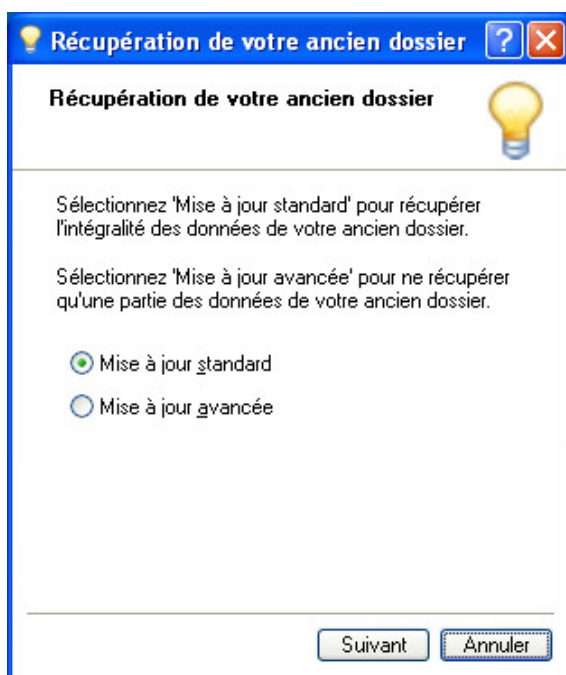 Récupération de votre ancien dossier ?
Récupération de votre ancien dossier
Sélectionnez 'Mise à jour standard' pour récupérer
l'intégralité des données de votre ancien dossier.
Sélectionnez 'Mise à jour avancée' pour ne récupérer
qu'une partie des données de votre ancien dossier.
Mise à jour standard
Mise à jour avancée
Suivant Annuler